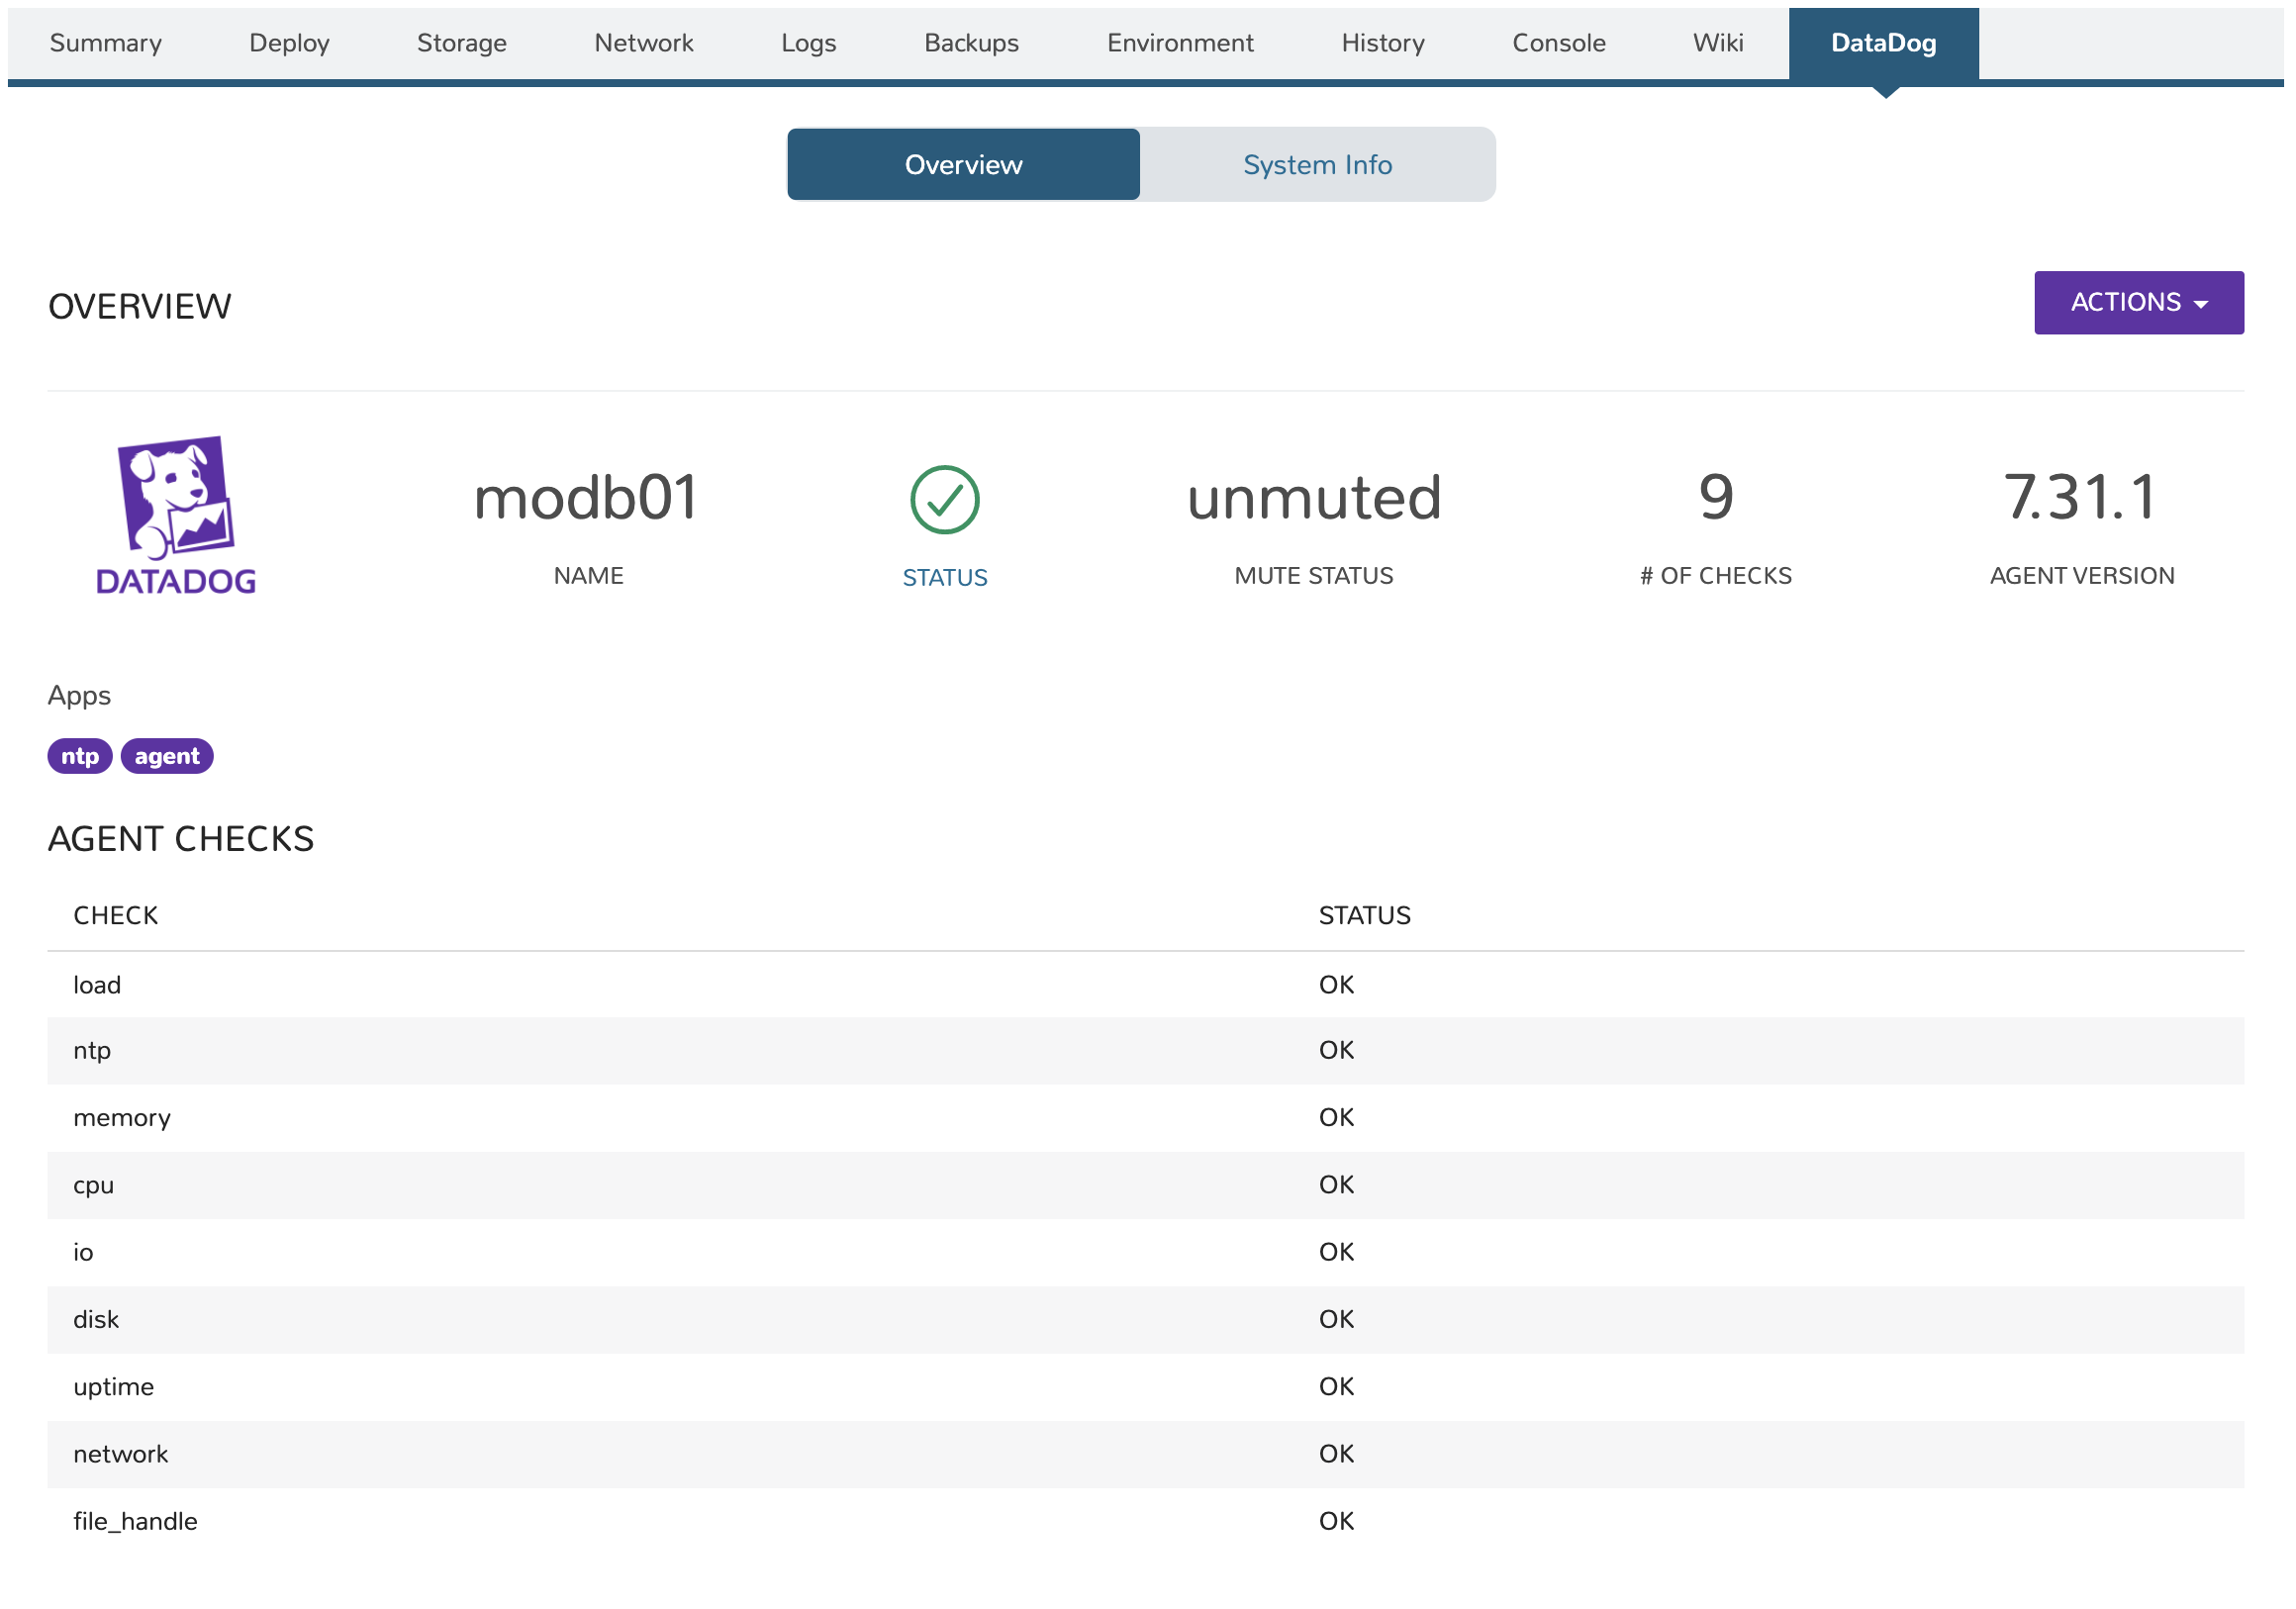 Summary Deploy Storage Network Logs Backups Environment History Console Wiki DataDog
Overview System Info
OVERVIEW
ACTIONS
DATADOG
modb01 unmuted 9 7.31.1
NAME STATUS MUTE STATUS # OF CHECKS AGENT VERSION
Apps
ntp agent
AGENT CHECKS
CHECK STATUS
load OK
ntp OK
memory OK
cpu OK
io OK
disk OK
uptime OK
network OK
file_handle OK